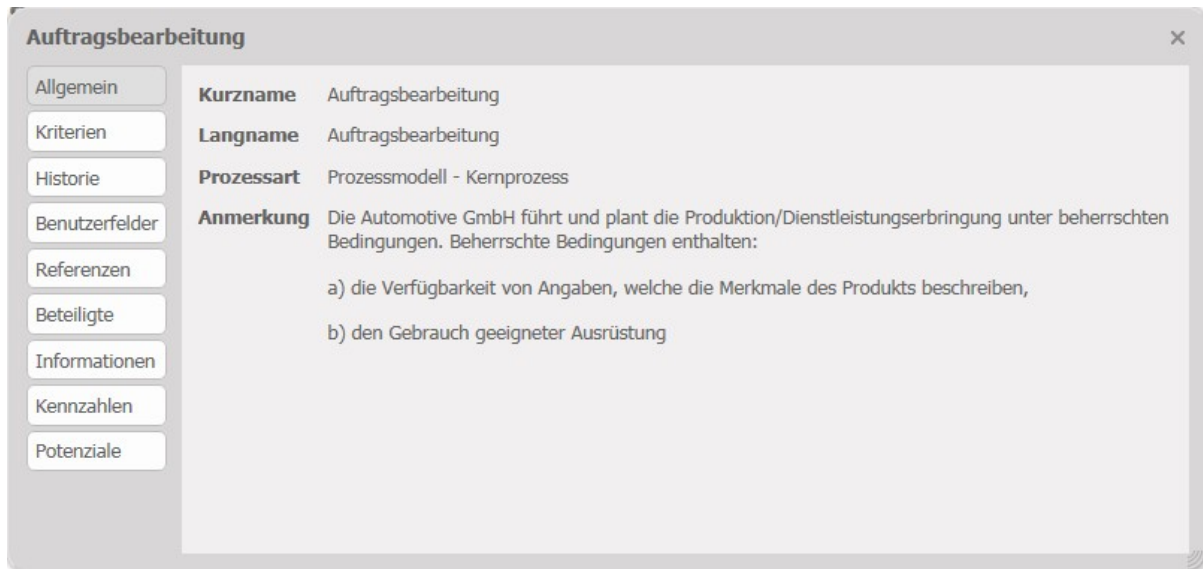 Auftragsbearbeitung
Allgemein
Kriterien
Historie
Benutzerfelder
Referenzen
Beteiligte
Informationen
Kennzahlen
Potenziale
Kurzname Auftragsbearbeitung
Langname Auftragsbearbeitung
Prozessart Prozessmodell - Kernprozess
Anmerkung Die Automotive GmbH führt und plant die Produktion/Dienstleistungserbringung unter beherrschten
Bedingungen. Beherrschte Bedingungen enthalten:
a) die Verfügbarkeit von Angaben, welche die Merkmale des Produkts beschreiben,
b) den Gebrauch geeigneter Ausrüstung